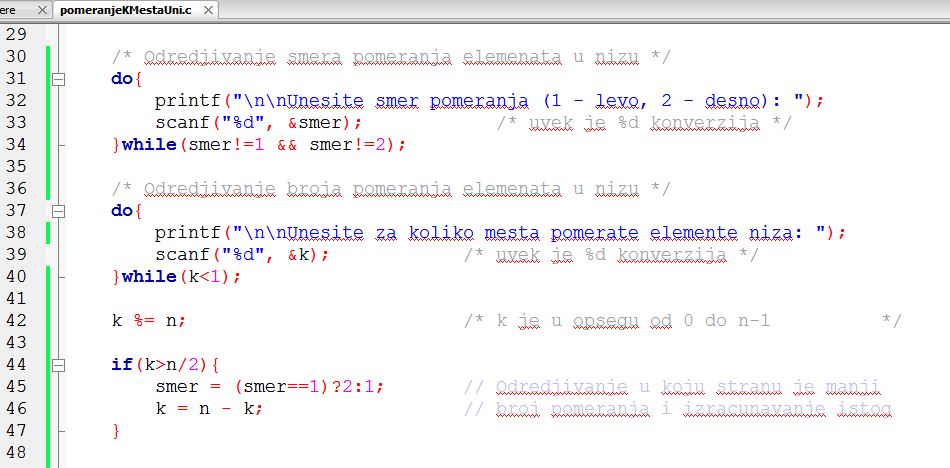 ere pomeranjeKMestaUni.c
29
30 /* Odredjivanje smera pomeranja elemenata u nizu */
31 do{
32 printf("\n\nUnesite smer pomeranja (1 - levo, 2 - desno): ");
33 scanf("%d", &smer); /* uvek je %d konverzija */
34 }while(smer!=1 && smer!=2);
35
36 /* Odredjivanje broja pomeranja elemenata u nizu */
37 do{
38 printf("\n\nUnesite za koliko mesta pomerate elemente niza: ");
39 scanf("%d", &k); /* uvek je %d konverzija */
40 }while(k<1);
41
42 k %= n; /* k je u opsegu od 0 do n-1 */
43
44 if(k>n/2){
45 smer = (smer==1)?2:1; // Odredjivanje u koju stranu je manji
46 k = n - k; // broj pomeranja i izracunavanje istog
47 }
48